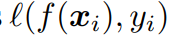 ℓ(f(𝒙ᵢ), yᵢ)